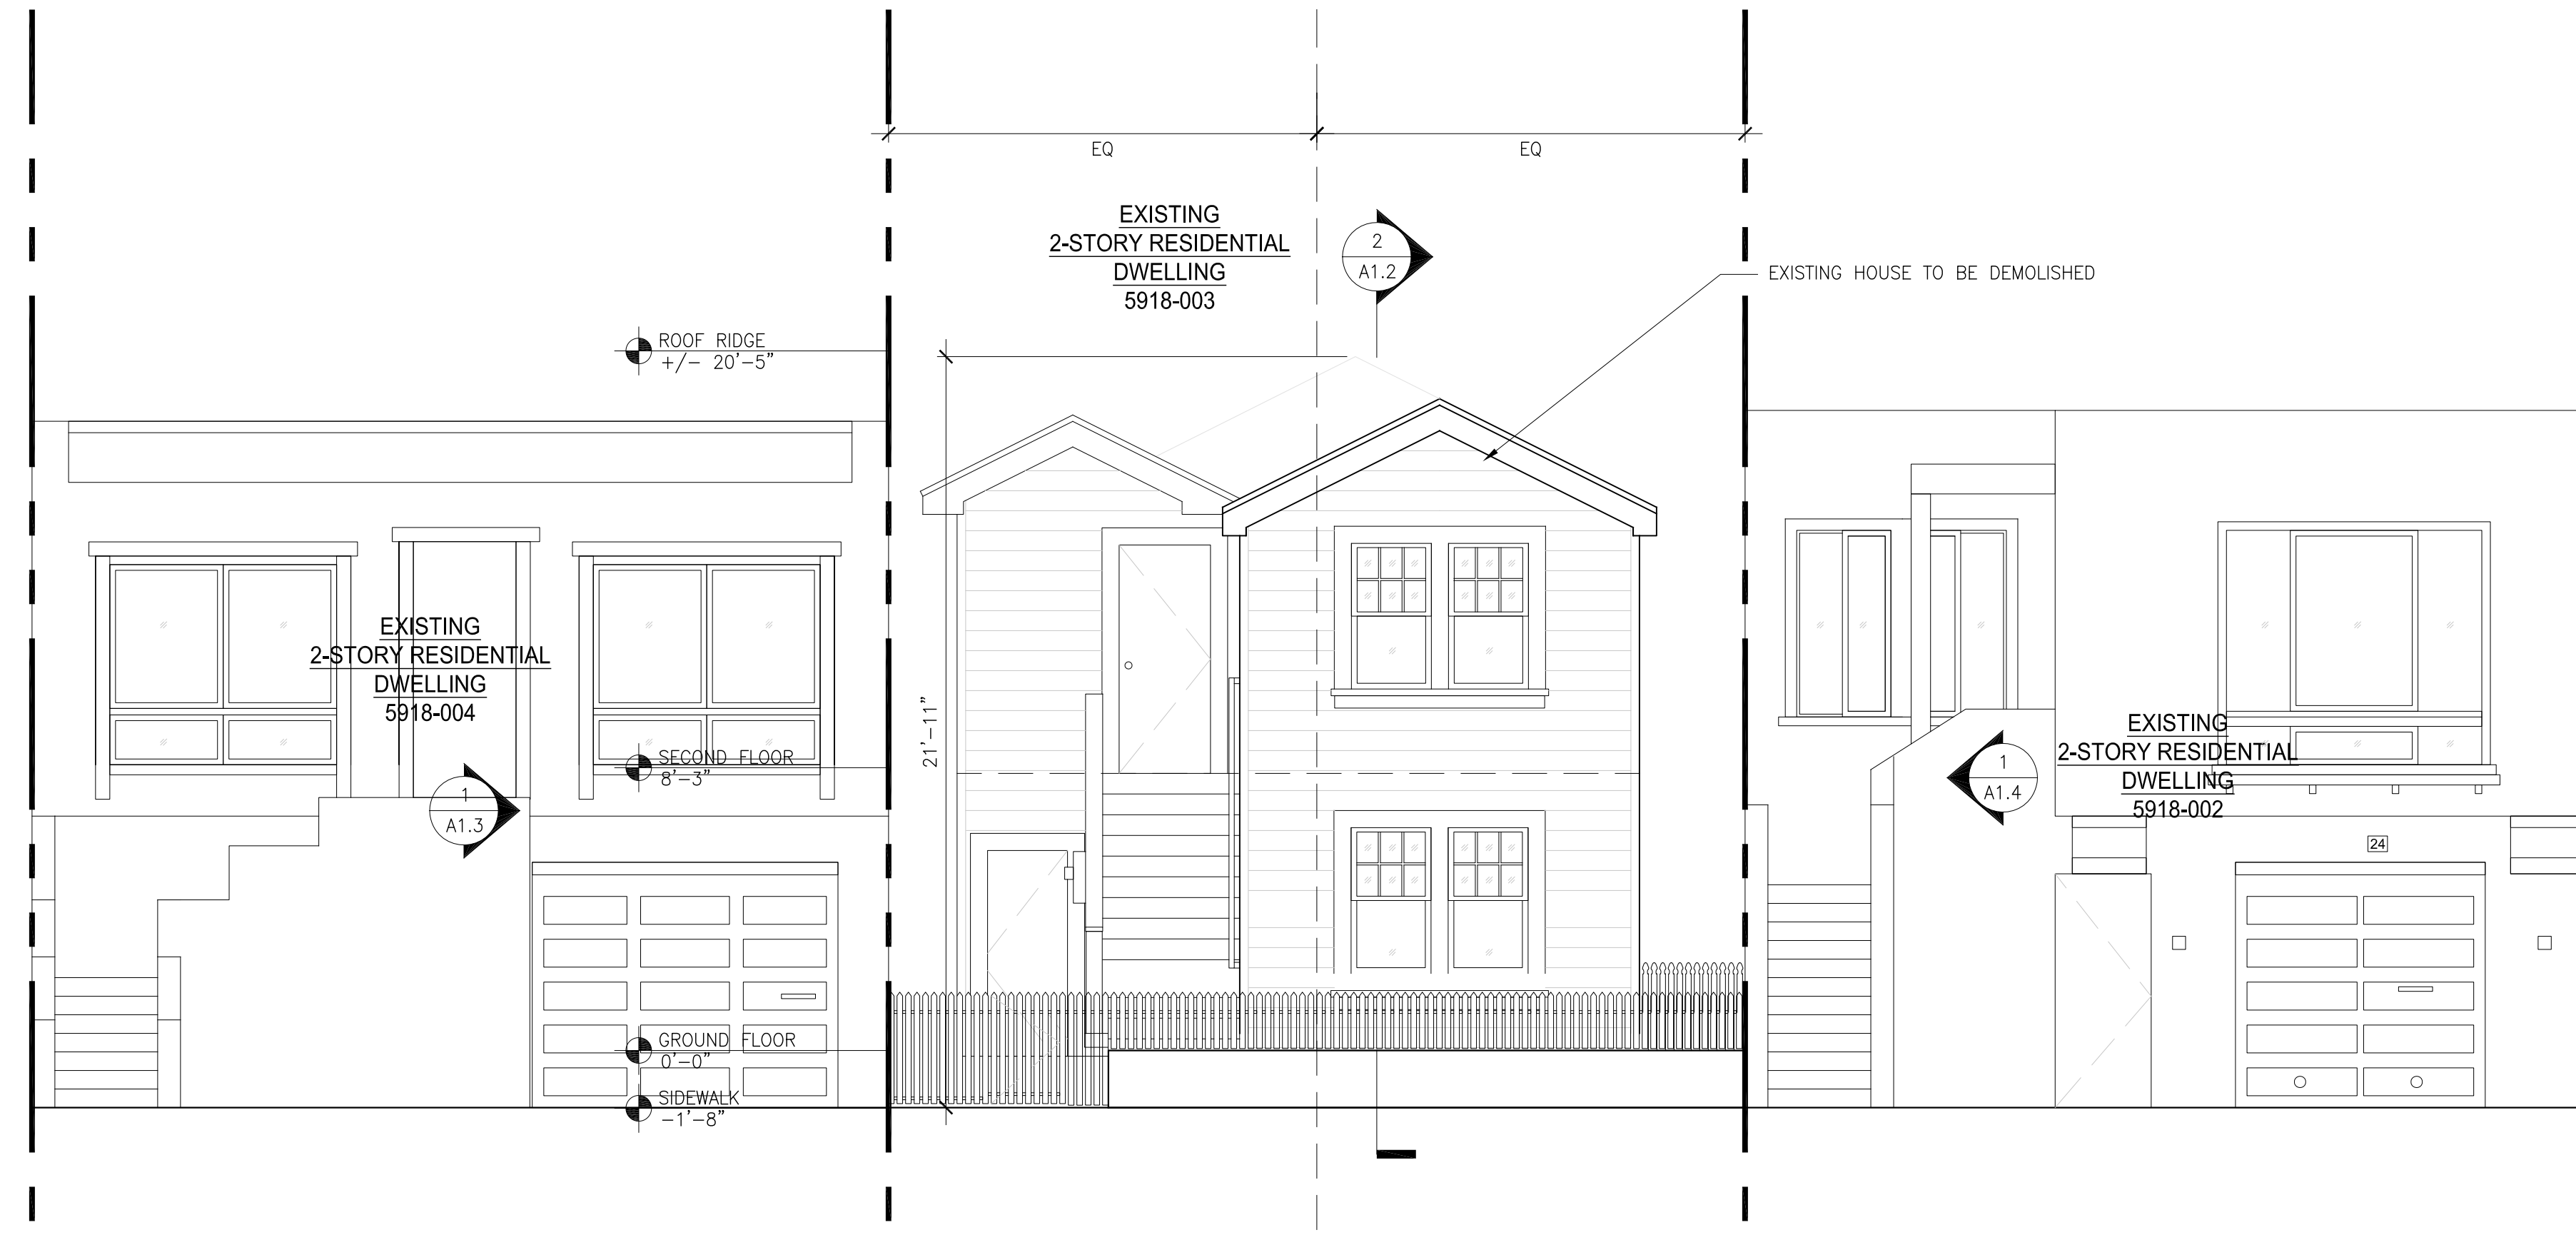 EQ
EQ
EXISTING
2-STORY RESIDENTIAL
DWELLING
5918-003
2
A1.2
EXISTING HOUSE TO BE DEMOLISHED
ROOF RIDGE
+/- 20'-5"
EXISTING
2-STORY RESIDENTIAL
DWELLING
5918-004
21'-11"
SECOND FLOOR
8'-3"
1
A1.3
1
A1.4
EXISTING
2-STORY RESIDENTIAL
DWELLING
5918-002
24
GROUND FLOOR
0'-0"
SIDEWALK
-1'-8"